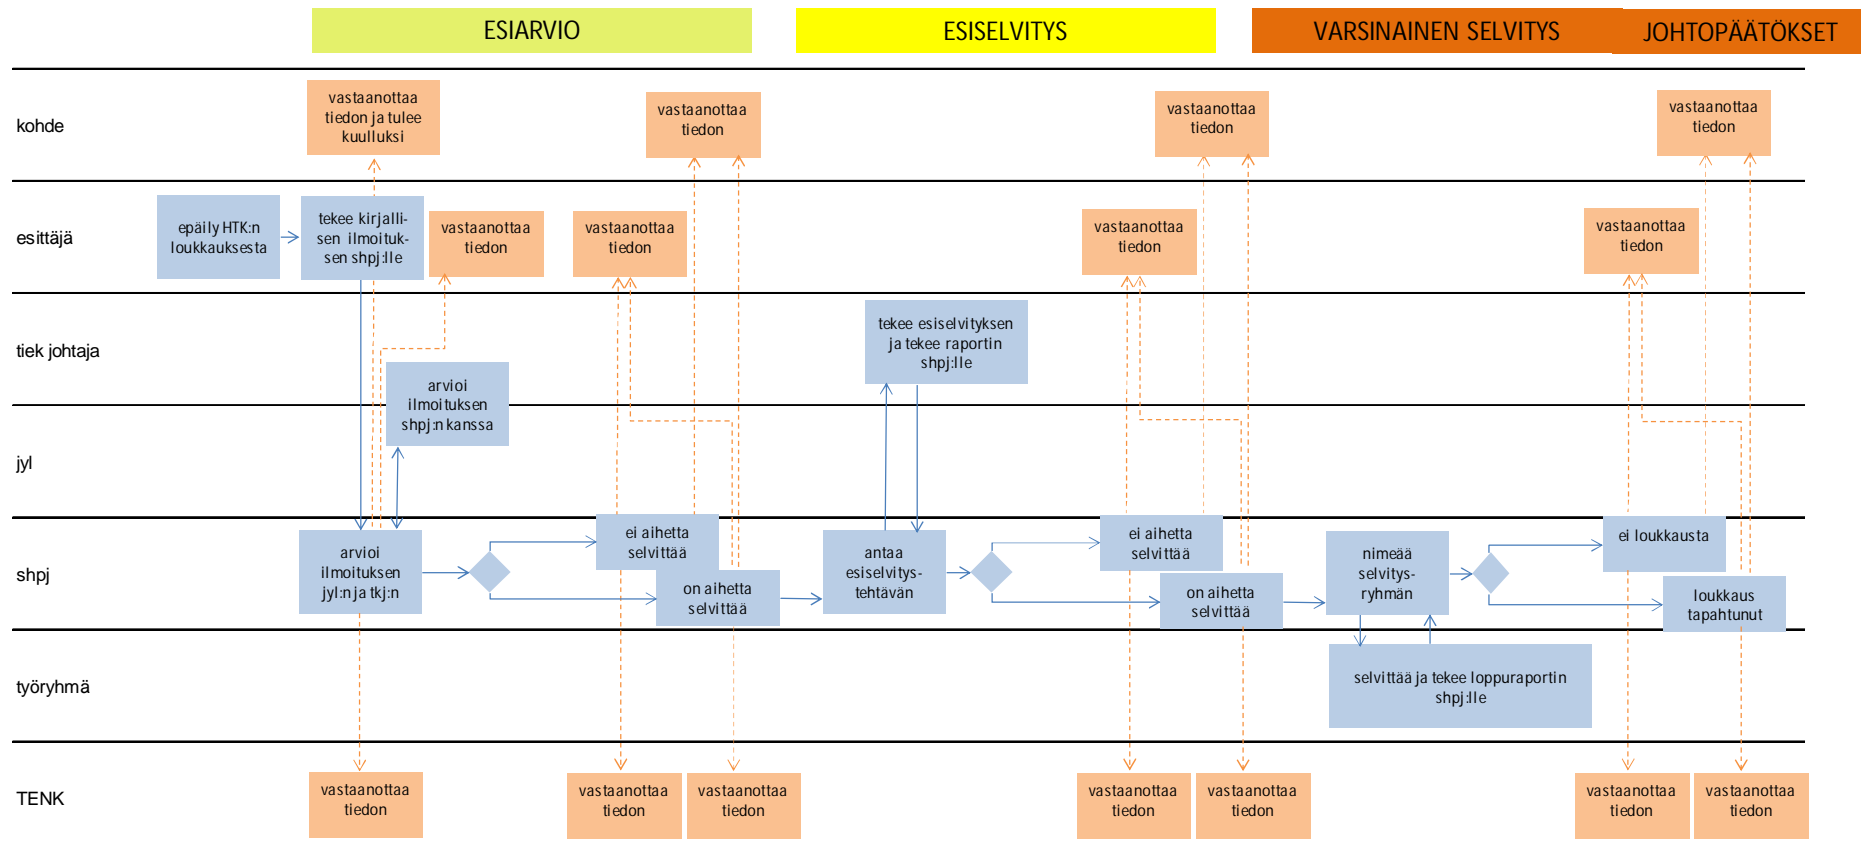 ESIARVIO
ESISELVITYS
VARSINAINEN SELVITYS
JOHTOPÄÄTÖKSET
kohde
vastaanottaa
tiedon ja tulee
kuulluksi
vastaanottaa
tiedon
vastaanottaa
tiedon
vastaanottaa
tiedon
esittäjä
epäily HTK:n
loukkauksesta
tekee kirjalli-
sen ilmoituk-
sen shpj:lle
vastaanottaa
tiedon
vastaanottaa
tiedon
vastaanottaa
tiedon
vastaanottaa
tiedon
tiek johtaja
tekee esiselvityksen
ja tekee raportin
shpj:lle
arvioi
ilmoituksen
shpj:n kanssa
jyl
shpj
arvioi
ilmoituksen
jyl:n ja tkj:n
ei aihetta
selvittää
on aihetta
selvittää
antaa
esiselvitys-
tehtävän
ei aihetta
selvittää
on aihetta
selvittää
nimeää
selvitys-
ryhmän
ei loukkausta
loukkaus
tapahtunut
työryhmä
selvittää ja tekee loppuraportin
shpj:lle
TENK
vastaanottaa
tiedon
vastaanottaa
tiedon
vastaanottaa
tiedon
vastaanottaa
tiedon
vastaanottaa
tiedon
vastaanottaa
tiedon
vastaanottaa
tiedon